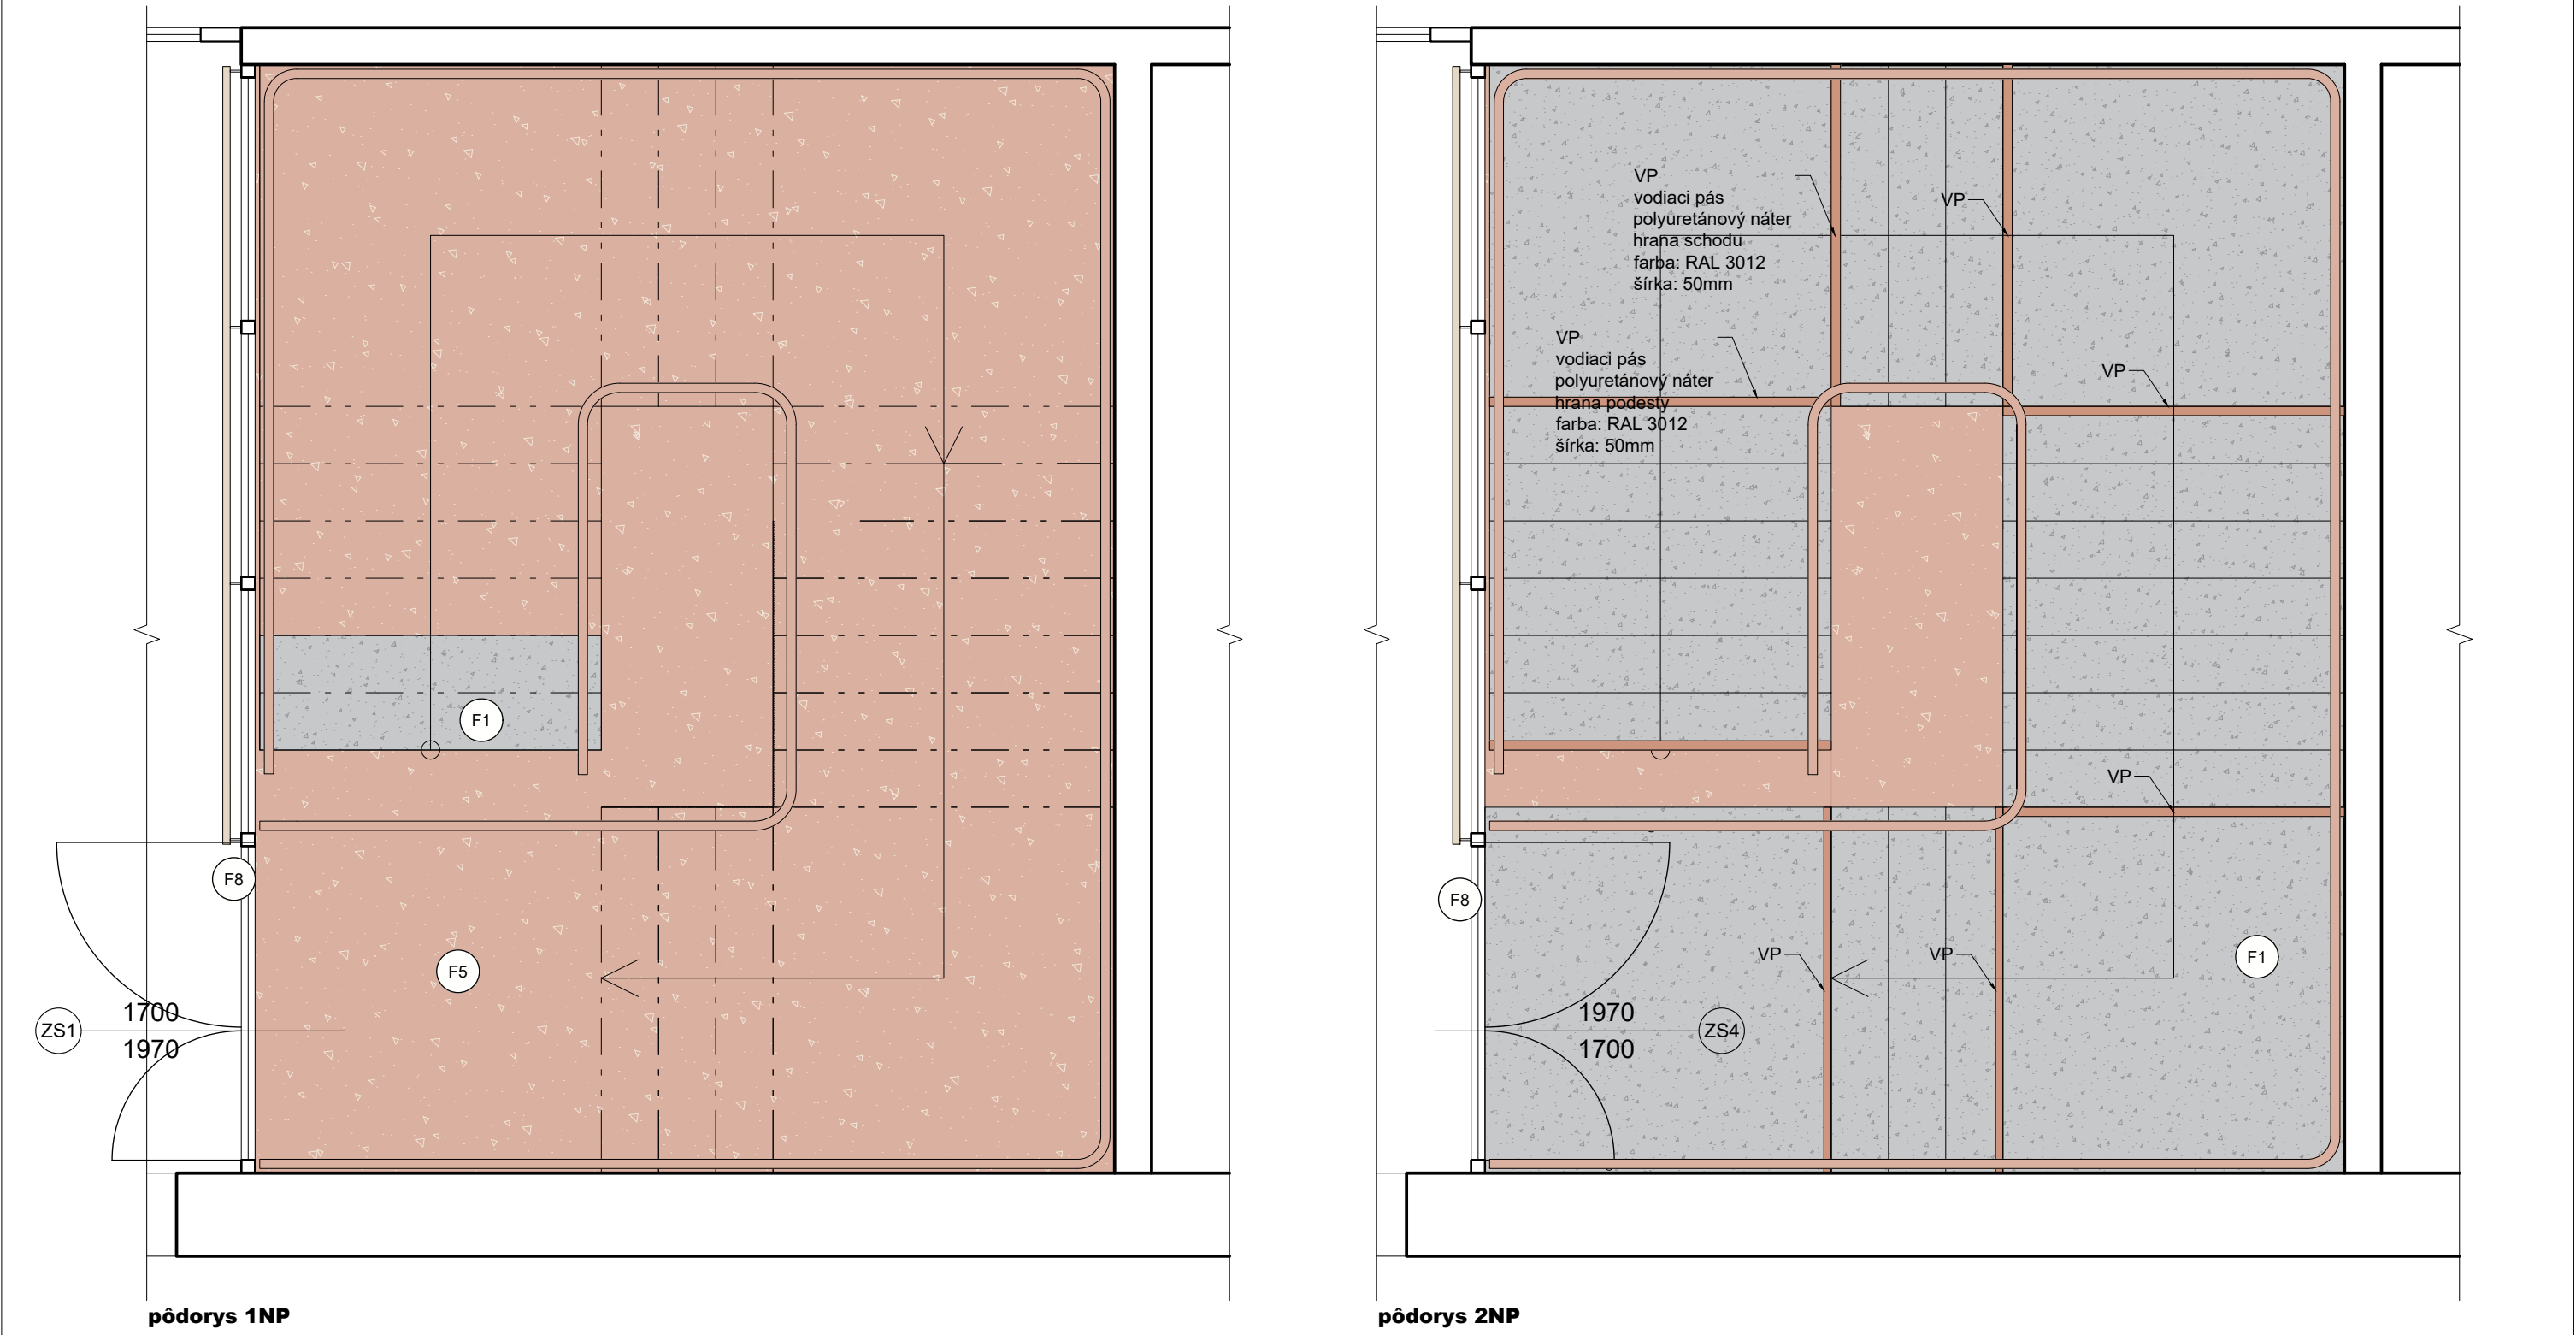 F1
F8
F5
ZS1
1700
1970
pôdorys 1NP
VP
vodiaci pás
polyuretánový náter
hrana schodu
farba: RAL 3012
šírka: 50mm
VP
VP
vodiaci pás
polyuretánový náter
hrana podesty
farba: RAL 3012
šírka: 50mm
VP
VP
F8
VP
VP
F1
1970
1700
ZS4
pôdorys 2NP